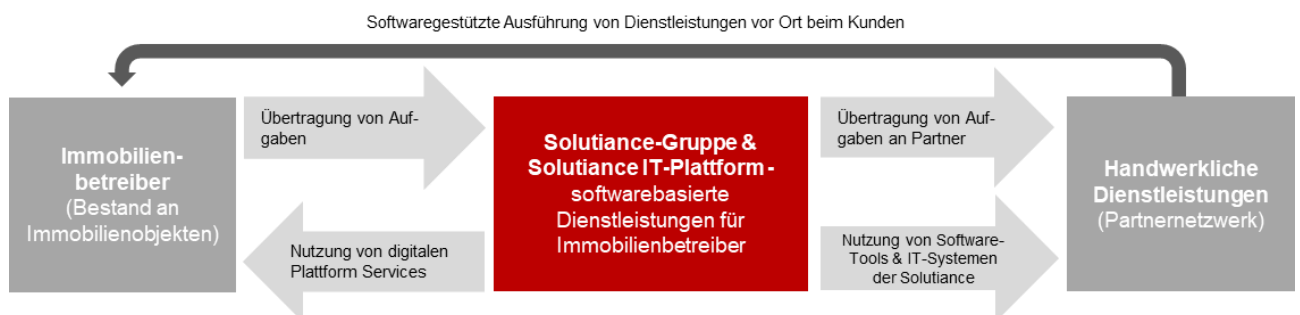 Softwaregestützte Ausführung von Dienstleistungen vor Ort beim Kunden
Immobilien-
betreiber
(Bestand an
Immobilienobjekten)
Übertragung von Auf-
gaben
Nutzung von digitalen
Plattform Services
Solutiance-Gruppe &
Solutiance IT-Plattform -
softwarebasierte
Dienstleistungen für
Immobilienbetreiber
Übertragung von Auf-
gaben an Partner
Nutzung von Software-
Tools & IT-Systemen
der Solutiance
Handwerkliche
Dienstleistungen
(Partnernetzwerk)